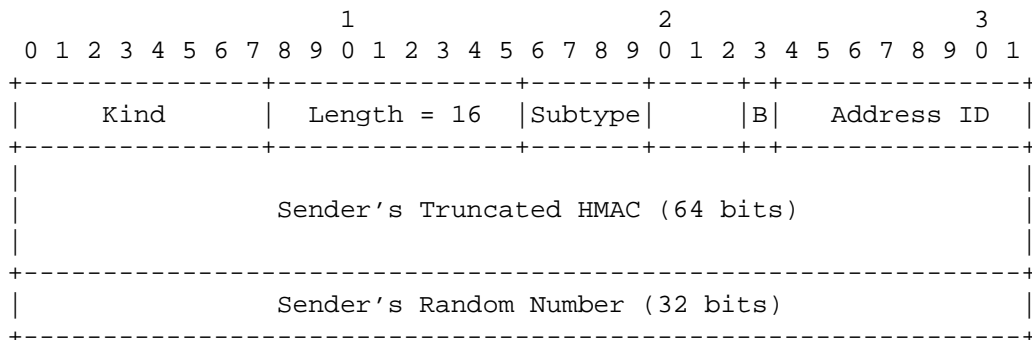 1                   2                   3
 0 1 2 3 4 5 6 7 8 9 0 1 2 3 4 5 6 7 8 9 0 1 2 3 4 5 6 7 8 9 0 1
+---------------+---------------+-------+-----+-+---------------+
|     Kind      |  Length = 16  |Subtype|     |B|   Address ID  |
+---------------+---------------+-------+-----+-+---------------+
|                                                               |
|                Sender’s Truncated HMAC (64 bits)              |
|                                                               |
+---------------------------------------------------------------+
|                Sender’s Random Number (32 bits)               |
+---------------------------------------------------------------+